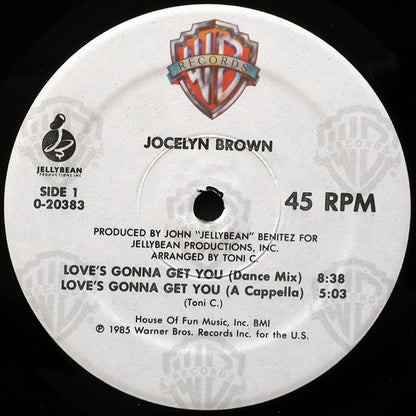 WB
RECORDS
JOCELYN BROWN
JELLYBEAN
PRODUCTIONS INC
SIDE 1
0-20383
45 RPM
PRODUCED BY JOHN "JELLYBEAN" BENITEZ FOR
JELLYBEAN PRODUCTIONS, INC.
ARRANGED BY TONI C.
LOVE'S GONNA GET YOU (Dance Mix) 8:38
LOVE'S GONNA GET YOU (A Cappella) 5:03
(Toni C.)
House Of Fun Music, Inc. BMI
℗ 1985 Warner Bros. Records Inc. for the U.S.